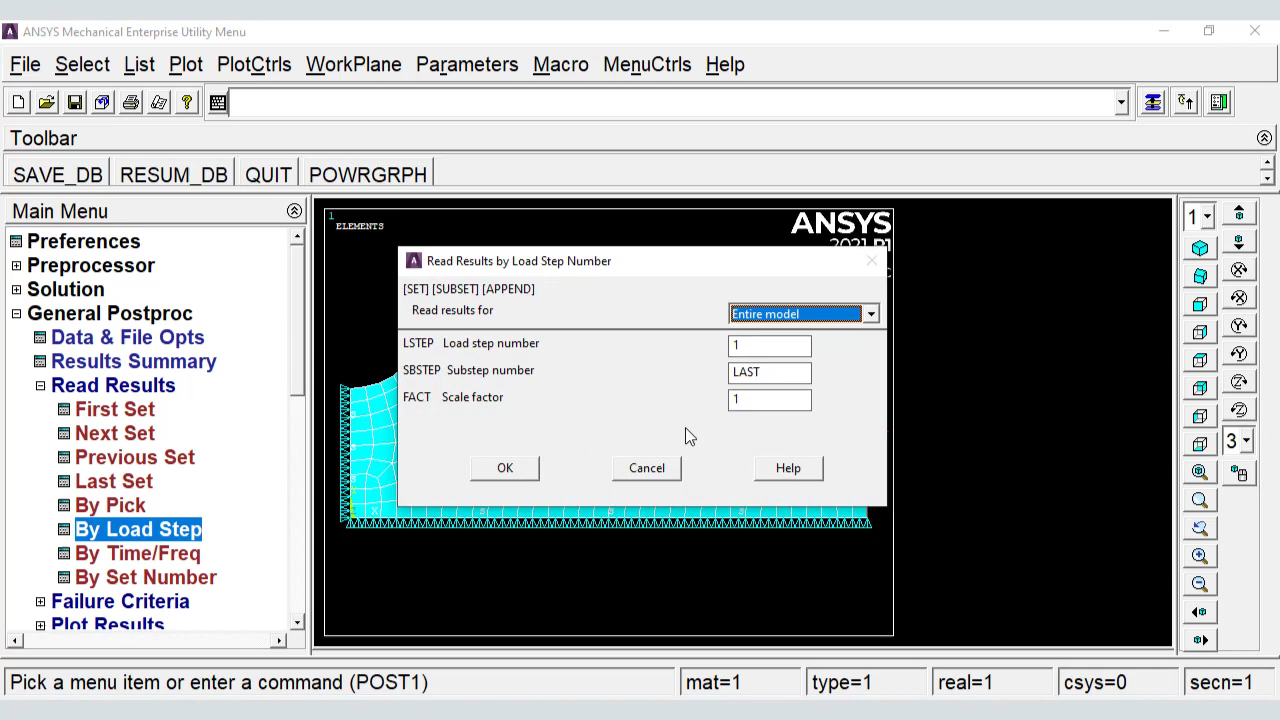 ANSYS Mechanical Enterprise Utility Menu
File Select List Plot PlotCtrls WorkPlane Parameters Macro MenuCtrls Help
Toolbar
SAVE_DB RESUM_DB QUIT POWRGRPH
Main Menu
Preferences
Preprocessor
Solution
General Postproc
Data & File Opts
Results Summary
Read Results
First Set
Next Set
Previous Set
Last Set
By Pick
By Load Step
By Time/Freq
By Set Number
Failure Criteria
Plot Results
1
ELEMENTS
ANSYS
2021 R1
Read Results by Load Step Number
[SET] [SUBSET] [APPEND]
Read results for Entire model
LSTEP Load step number 1
SBSTEP Substep number LAST
FACT Scale factor 1
OK Cancel Help
X
1
3
Pick a menu item or enter a command (POST1) mat=1 type=1 real=1 csys=0 secn=1